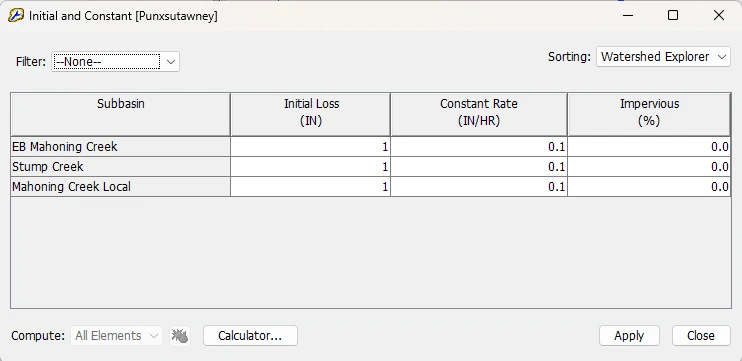 Initial and Constant [Punxsutawney]
Filter: --None--
Sorting: Watershed Explorer
Subbasin Initial Loss Constant Rate Impervious
(IN) (IN/HR) (%)
EB Mahoning Creek 1 0.1 0.0
Stump Creek 1 0.1 0.0
Mahoning Creek Local 1 0.1 0.0
Compute: All Elements Calculator... Apply Close